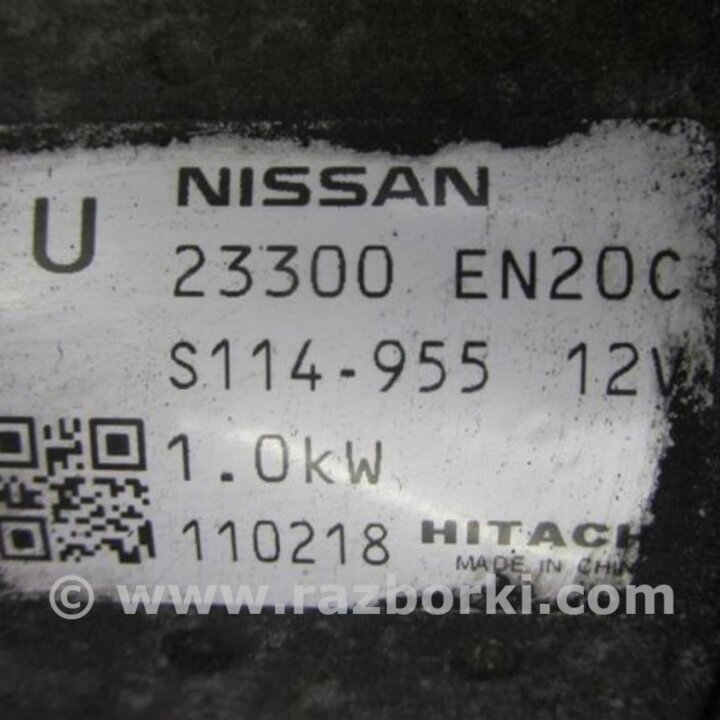 NISSAN
U
23300 EN20C
S114-955 12V
1.0kW
110218 HITACH
MADE IN CHIN
© www.razborki.com